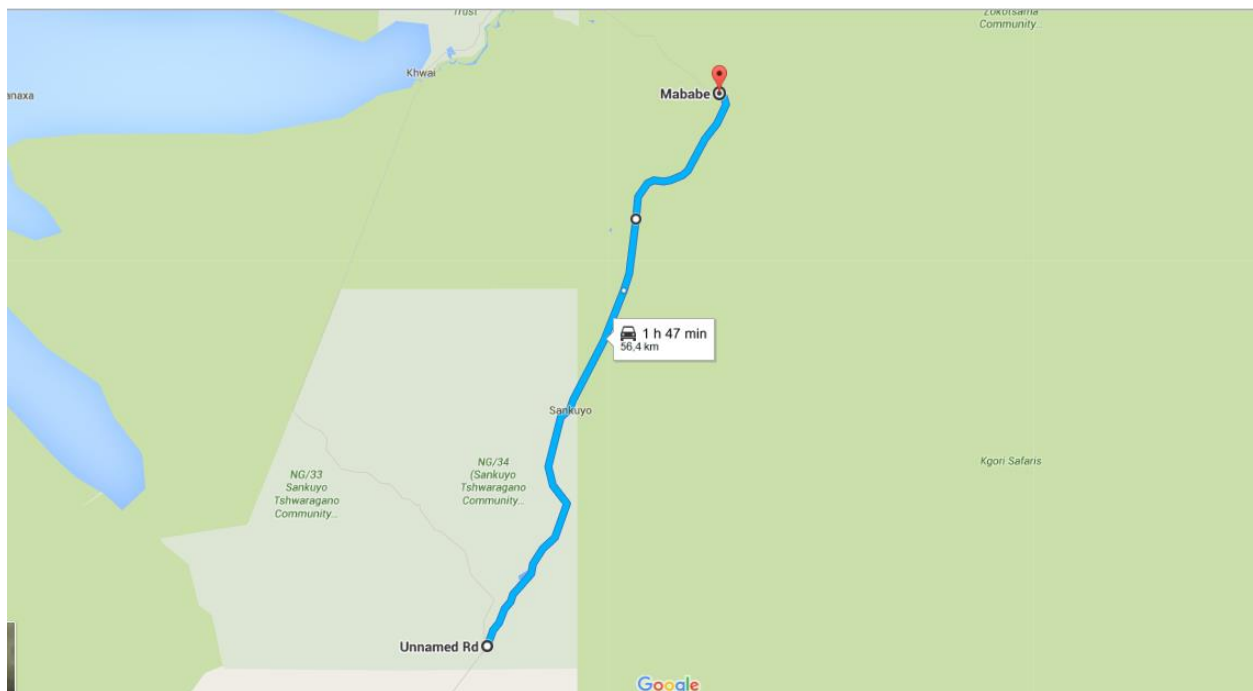 Trust
Zokotsama
Community...
Khwai
anaxa
Mababe
1 h 47 min
56,4 km
Sankuyo
NG/33
Sankuyo
Tshwaragano
Community...
NG/34
(Sankuyo
Tshwaragano
Community...
Kgori Safaris
Unnamed Rd
Google